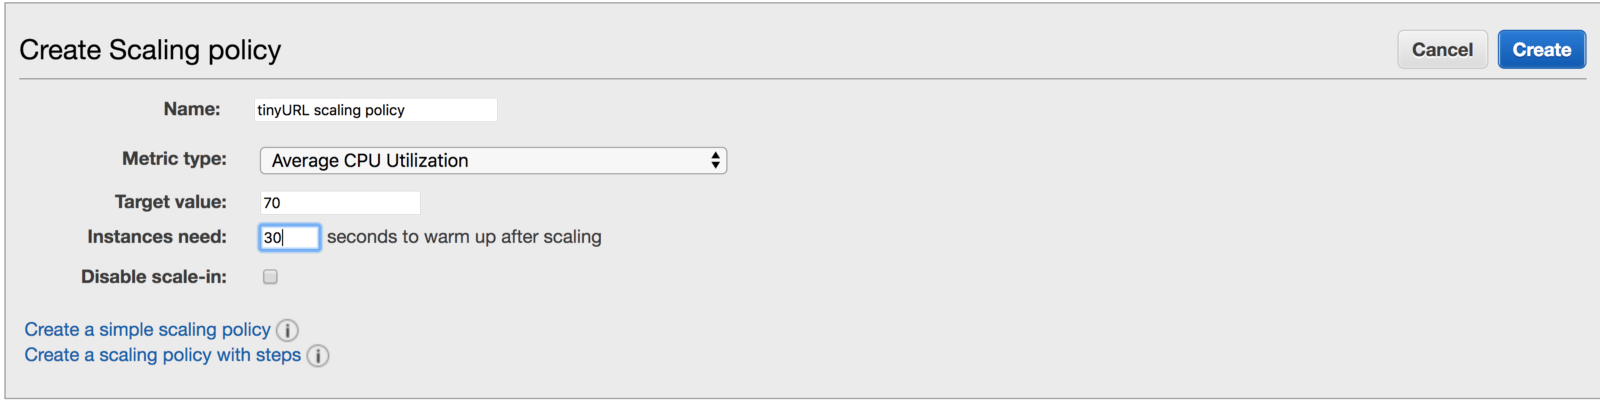 Create Scaling policy
Cancel
Create
Name: tinyURL scaling policy
Metric type: Average CPU Utilization
Target value: 70
Instances need: 30 seconds to warm up after scaling
Disable scale-in:
Create a simple scaling policy i
Create a scaling policy with steps i